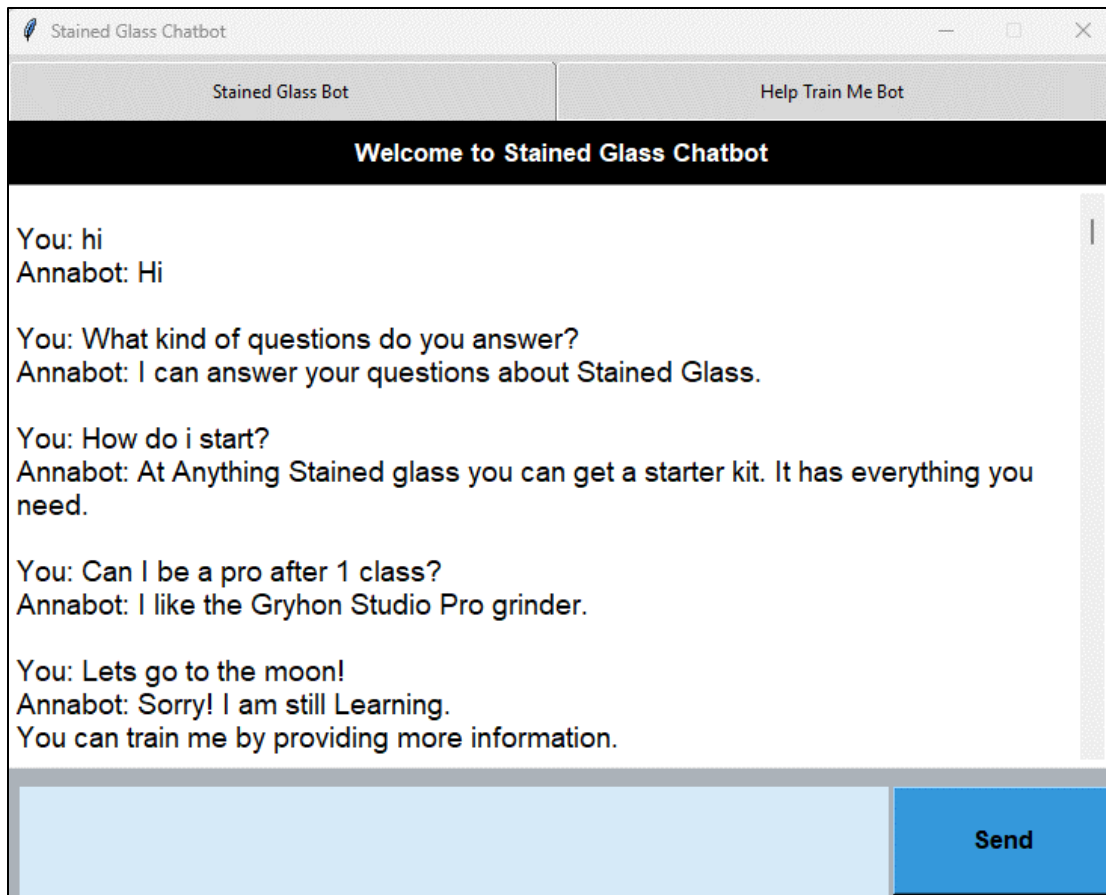 Stained Glass Chatbot
Stained Glass Bot
Help Train Me Bot
Welcome to Stained Glass Chatbot
You: hi
Annabot: Hi
You: What kind of questions do you answer?
Annabot: I can answer your questions about Stained Glass.
You: How do i start?
Annabot: At Anything Stained glass you can get a starter kit. It has everything you
need.
You: Can I be a pro after 1 class?
Annabot: I like the Gryhon Studio Pro grinder.
You: Lets go to the moon!
Annabot: Sorry! I am still Learning.
You can train me by providing more information.
Send